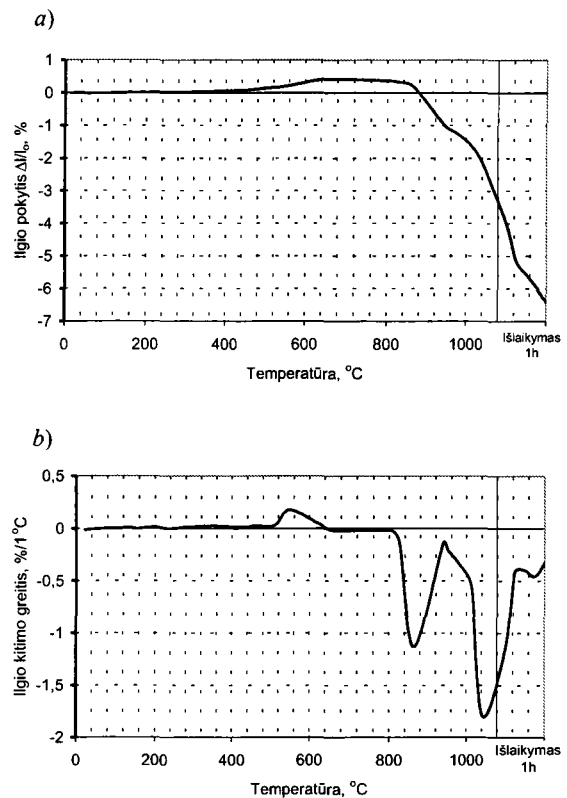 a)
Ilgio pokytis Δl/l₀, %
1
0
-1
-2
-3
-4
-5
-6
-7
0 200 400 600 800 1000 Išlaikymas
1h
Temperatūra, °C
b)
Ilgio kitimo greitis, %/1°C
0,5
0
-0,5
-1
-1,5
-2
0 200 400 600 800 1000 Išlaikymas
1h
Temperatūra, °C